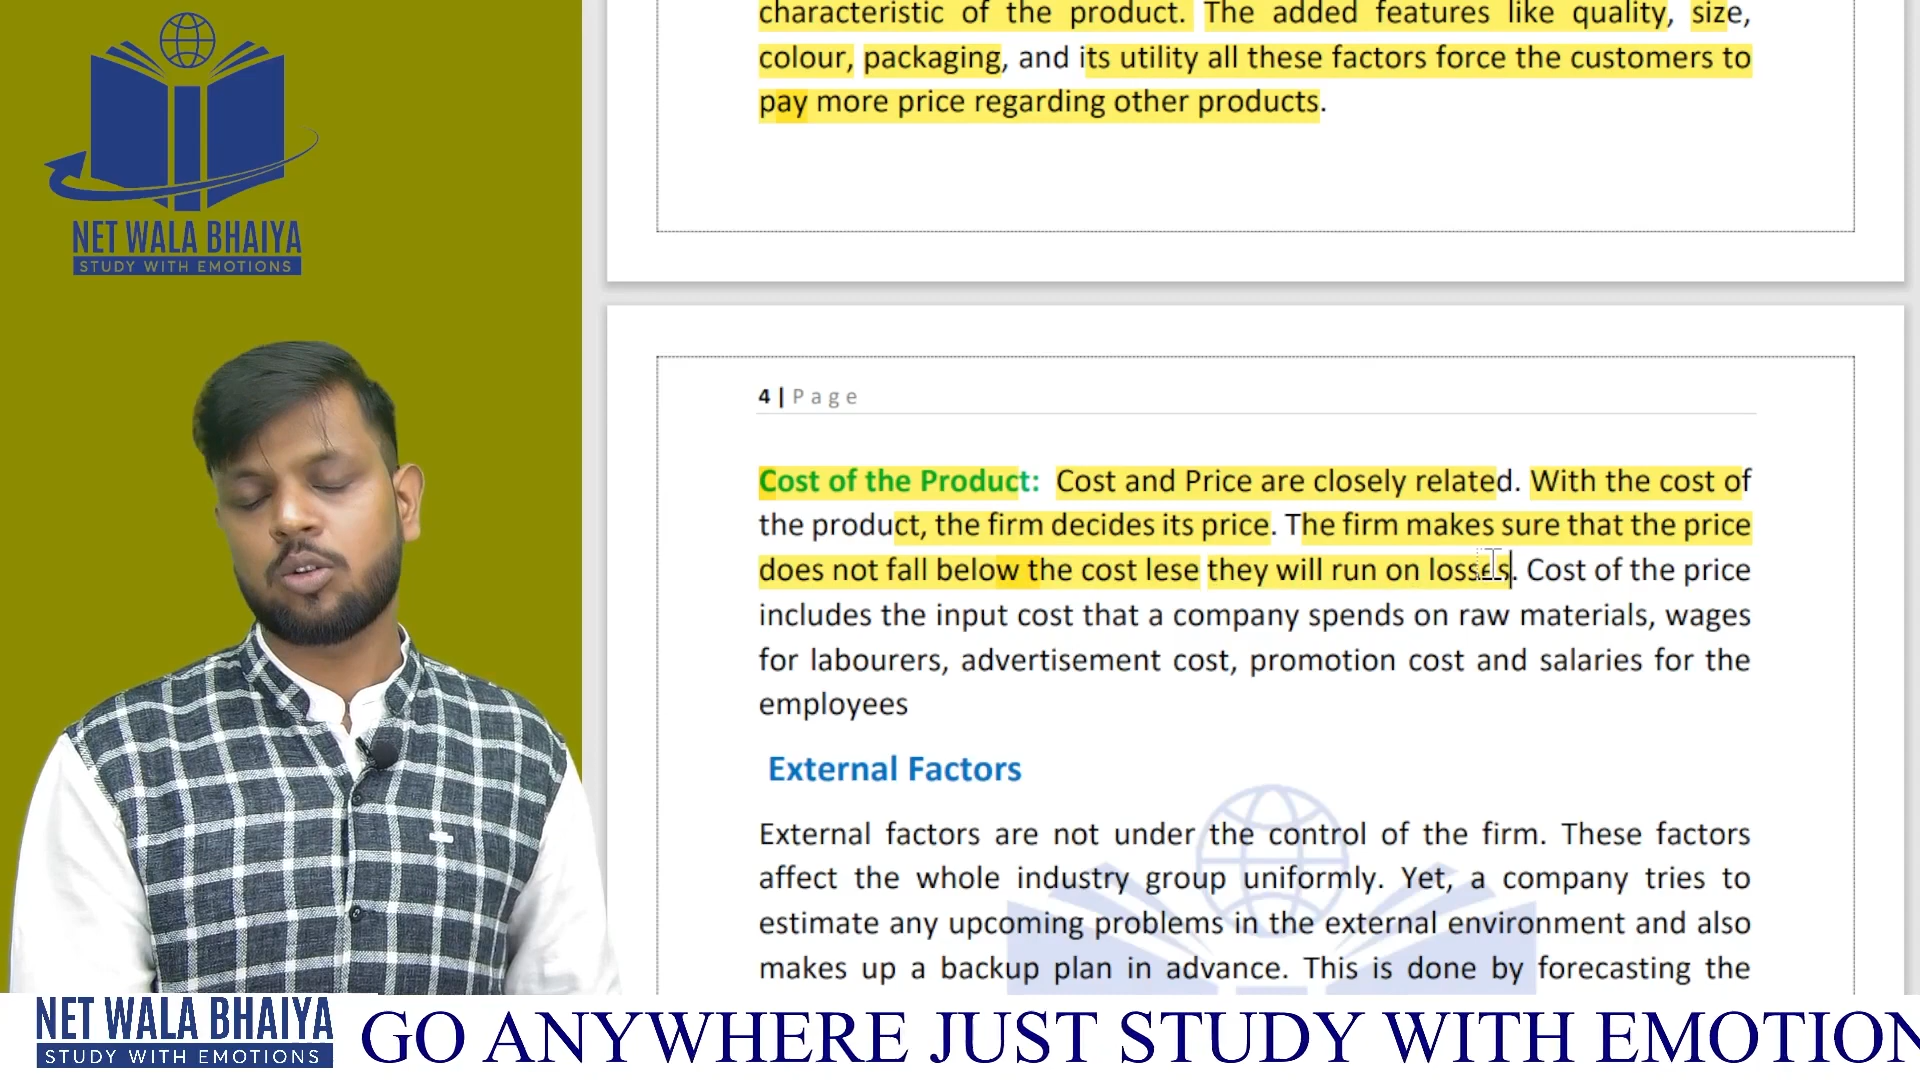 NET WALA BHAIYA
STUDY WITH EMOTIONS
characteristic of the product. The added features like quality, size,
colour, packaging, and its utility all these factors force the customers to
pay more price regarding other products.
4 | Page
Cost of the Product: Cost and Price are closely related. With the cost of
the product, the firm decides its price. The firm makes sure that the price
does not fall below the cost lese they will run on losses. Cost of the price
includes the input cost that a company spends on raw materials, wages
for labourers, advertisement cost, promotion cost and salaries for the
employees
External Factors
External factors are not under the control of the firm. These factors
affect the whole industry group uniformly. Yet, a company tries to
estimate any upcoming problems in the external environment and also
makes up a backup plan in advance. This is done by forecasting the
NET WALA BHAIYA
STUDY WITH EMOTIONS
GO ANYWHERE JUST STUDY WITH EMOTION